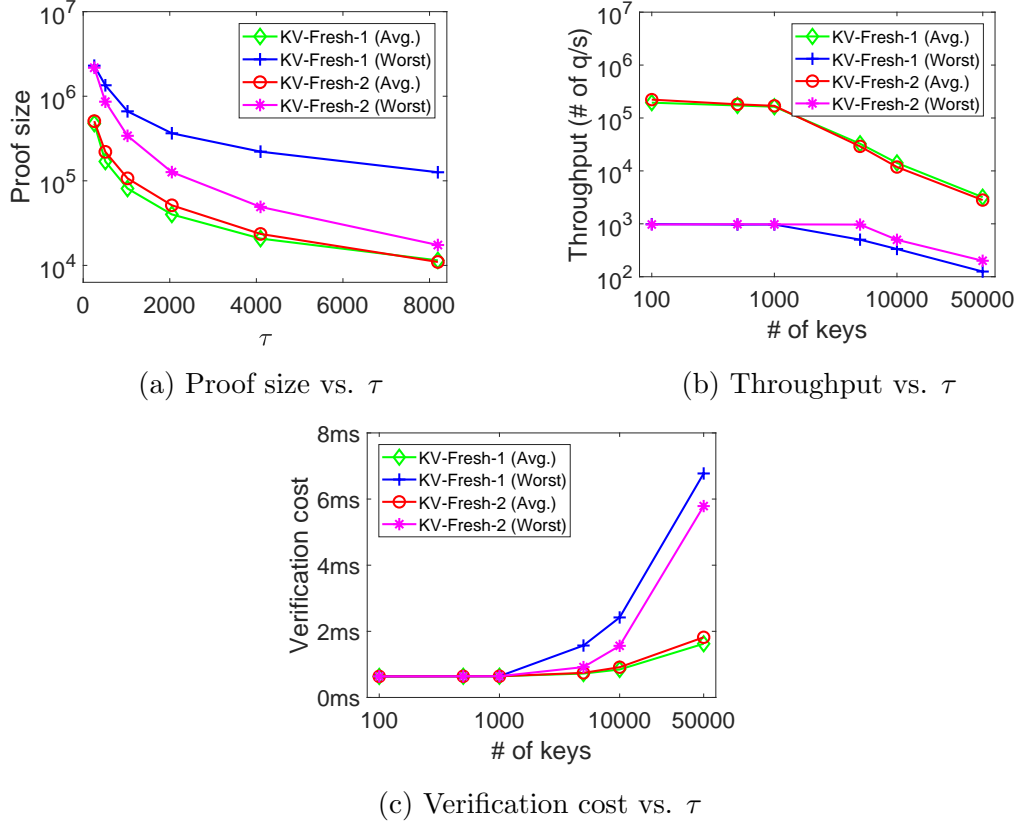 10^7
10^6
10^5
10^4
Proof size
KV-Fresh-1 (Avg.)
KV-Fresh-1 (Worst)
KV-Fresh-2 (Avg.)
KV-Fresh-2 (Worst)
0 2000 4000 6000 8000
τ
(a) Proof size vs. τ
10^7
10^6
10^5
10^4
10^3
10^2
Throughput (# of q/s)
KV-Fresh-1 (Avg.)
KV-Fresh-1 (Worst)
KV-Fresh-2 (Avg.)
KV-Fresh-2 (Worst)
100 1000 10000 50000
# of keys
(b) Throughput vs. τ
8ms
6ms
4ms
2ms
0ms
Verification cost
KV-Fresh-1 (Avg.)
KV-Fresh-1 (Worst)
KV-Fresh-2 (Avg.)
KV-Fresh-2 (Worst)
100 1000 10000 50000
# of keys
(c) Verification cost vs. τ